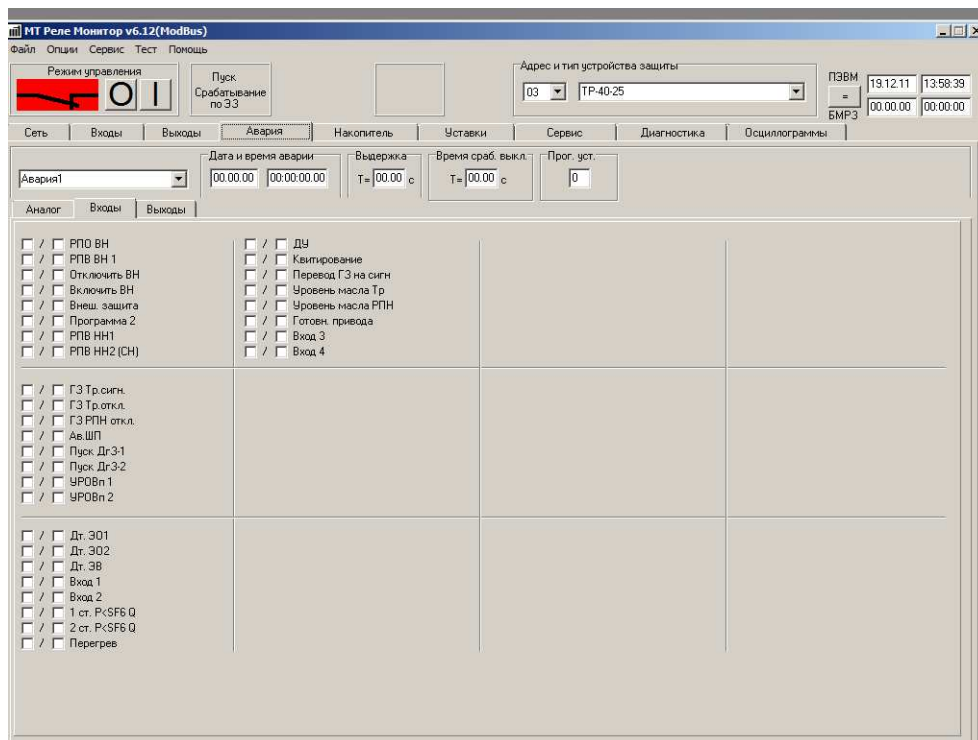 МТ Реле Монитор v6.12(ModBus)
Файл Опции Сервис Тест Помощь
Режим управления
O I
Пуск
Срабатывание
по ЭЗ
Адрес и тип устройства защиты
03 ТР-40-25
ПЭВМ 19.12.11 13:58:39
=
БМРЗ 00.00.00 00:00:00
Сеть Входы Выходы Авария Накопитель Уставки Сервис Диагностика Осциллограммы
Авария1
Дата и время аварии
00.00.00 00:00:00.00
Выдержка
T= 00.00 с
Время сраб. выкл.
T= 00.00 с
Прог. уст.
0
Аналог Входы Выходы
/ РПО ВН
/ РПВ ВН 1
/ Отключить ВН
/ Включить ВН
/ Внеш. защита
/ Программа 2
/ РПВ НН1
/ РПВ НН2 (СН)
/ ДУ
/ Квитирование
/ Перевод ГЗ на сигн
/ Уровень масла Тр
/ Уровень масла РПН
/ Готовн. привода
/ Вход 3
/ Вход 4
/ ГЗ Тр.сигн.
/ ГЗ Тр.откл.
/ ГЗ РПН откл.
/ Ав.ШП
/ Пуск ДгЗ-1
/ Пуск ДгЗ-2
/ УРОВп 1
/ УРОВп 2
/ Дт. ЭО1
/ Дт. ЭО2
/ Дт. ЭВ
/ Вход 1
/ Вход 2
/ 1 ст. P<SF6 Q
/ 2 ст. P<SF6 Q
/ Перегрев